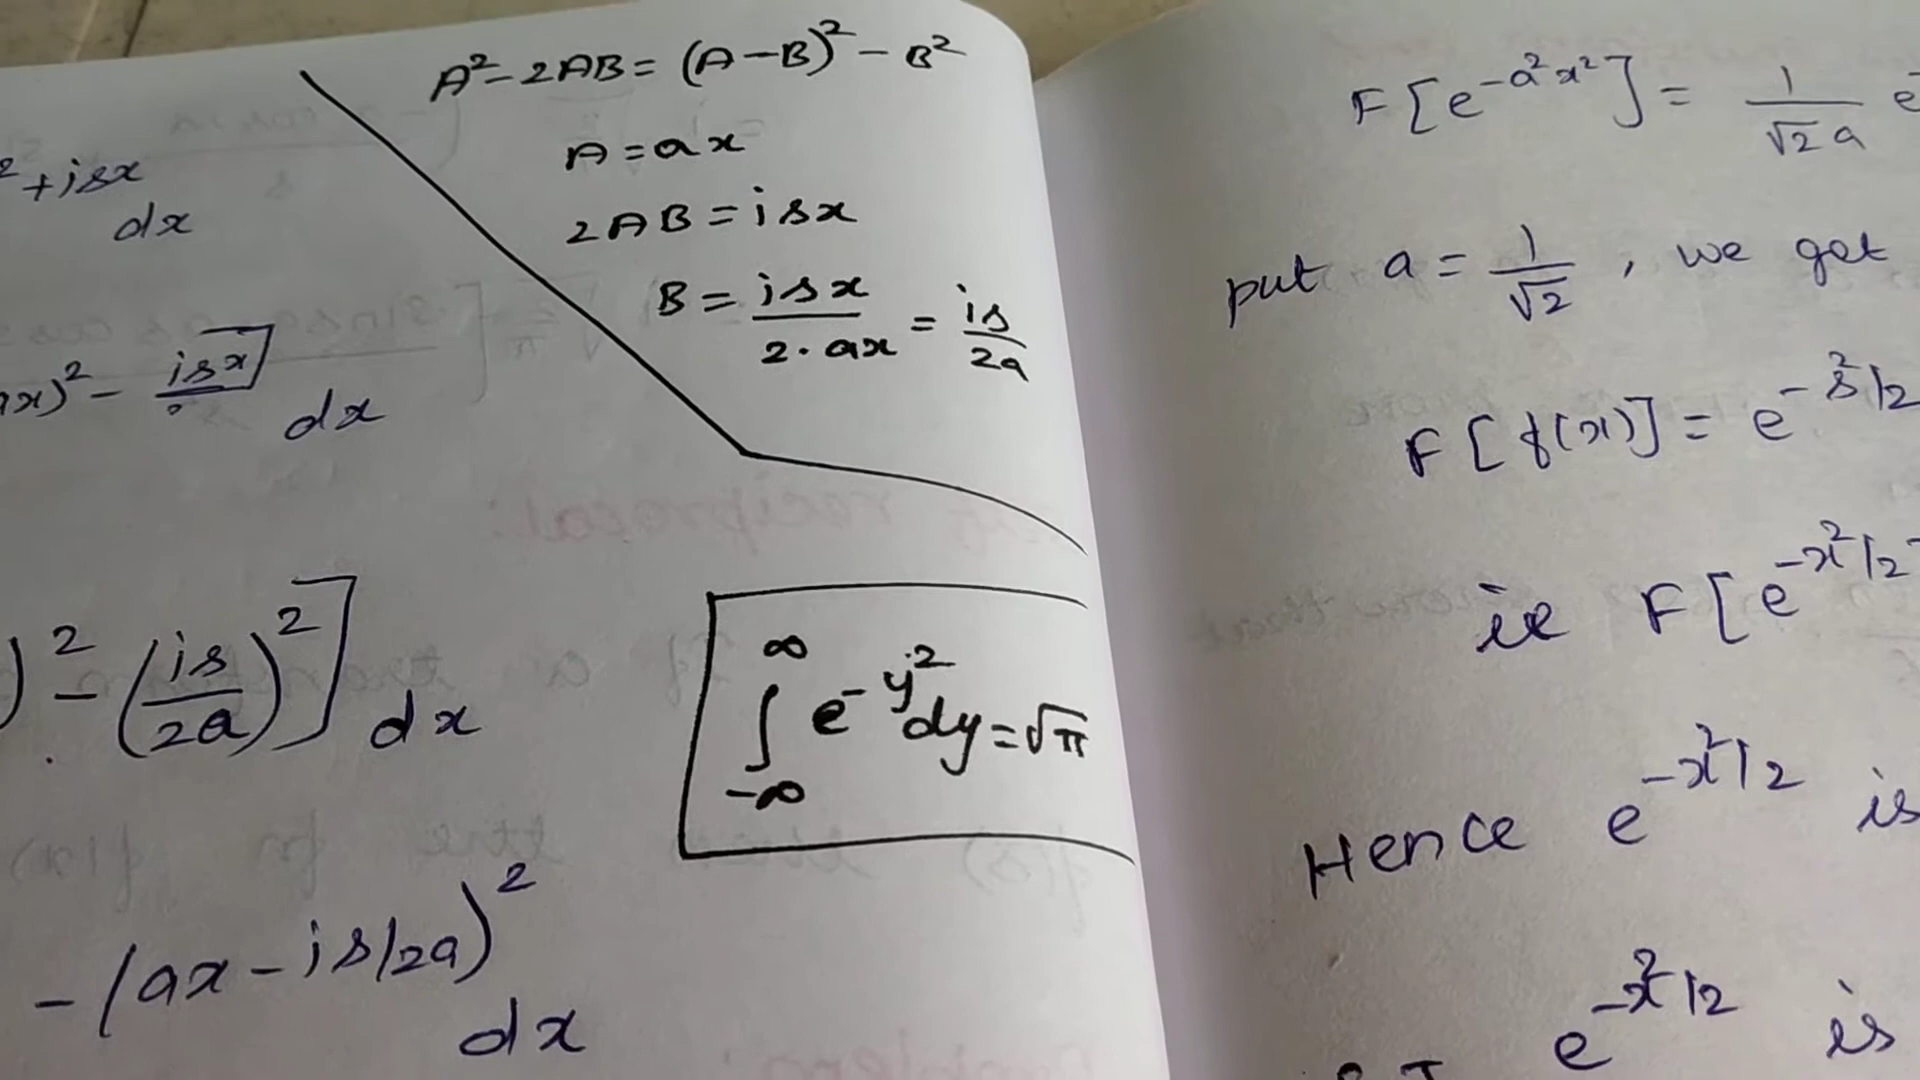 A² - 2AB = (A-B)² - B²
A = ax
2AB = isx
B = isx / 2·ax = is / 2a
² + isx dx
ax)² - isx] dx
)² - (is/2a)²] dx
∫_{-∞}^{∞} e^{-y²} dy = √π
-(ax - is/2a)² dx
F[e^{-a²x²}] = 1/√2a e^-
put a = 1/√2, we get
F[f(x)] = e^{-s²/2}
ie F[e^{-x²/2}
Hence e^{-x²/2} is
e^{-x²/2} is